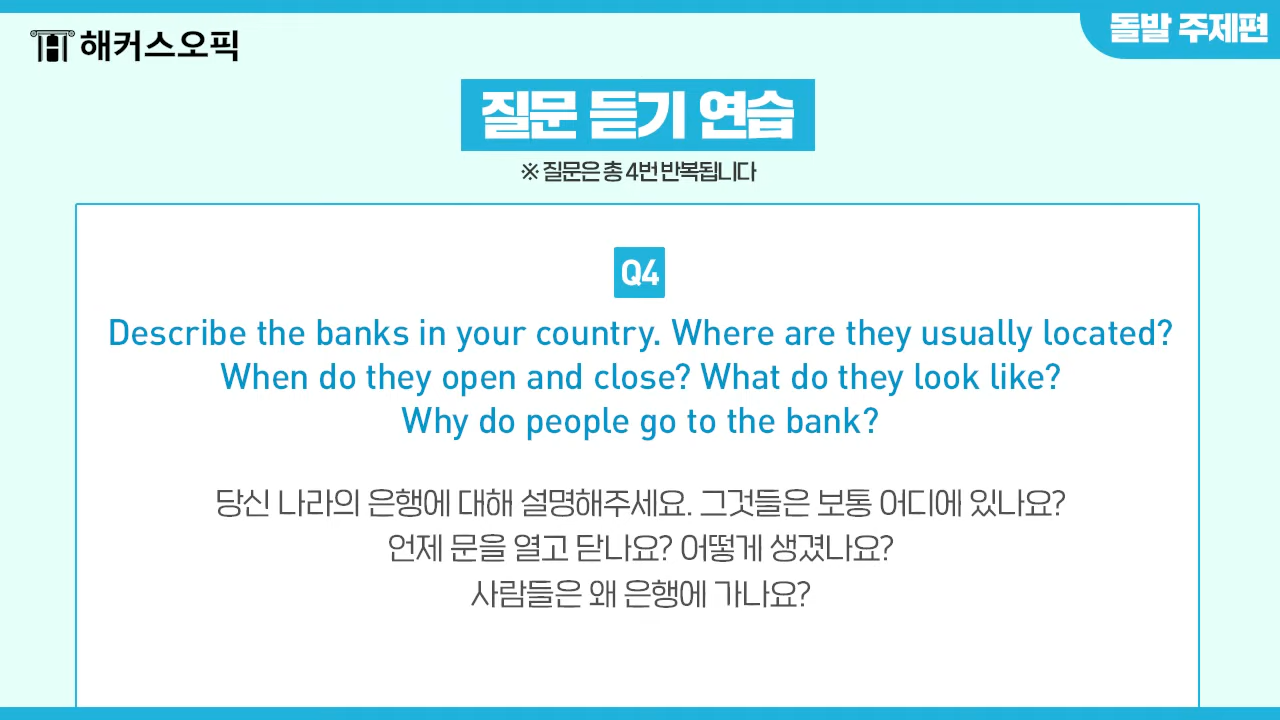 해커스오픽
돌발 주제편
질문 듣기 연습
※ 질문은 총 4번 반복됩니다
Q4
Describe the banks in your country. Where are they usually located?
When do they open and close? What do they look like?
Why do people go to the bank?
당신 나라의 은행에 대해 설명해주세요. 그것들은 보통 어디에 있나요?
언제 문을 열고 닫나요? 어떻게 생겼나요?
사람들은 왜 은행에 가나요?